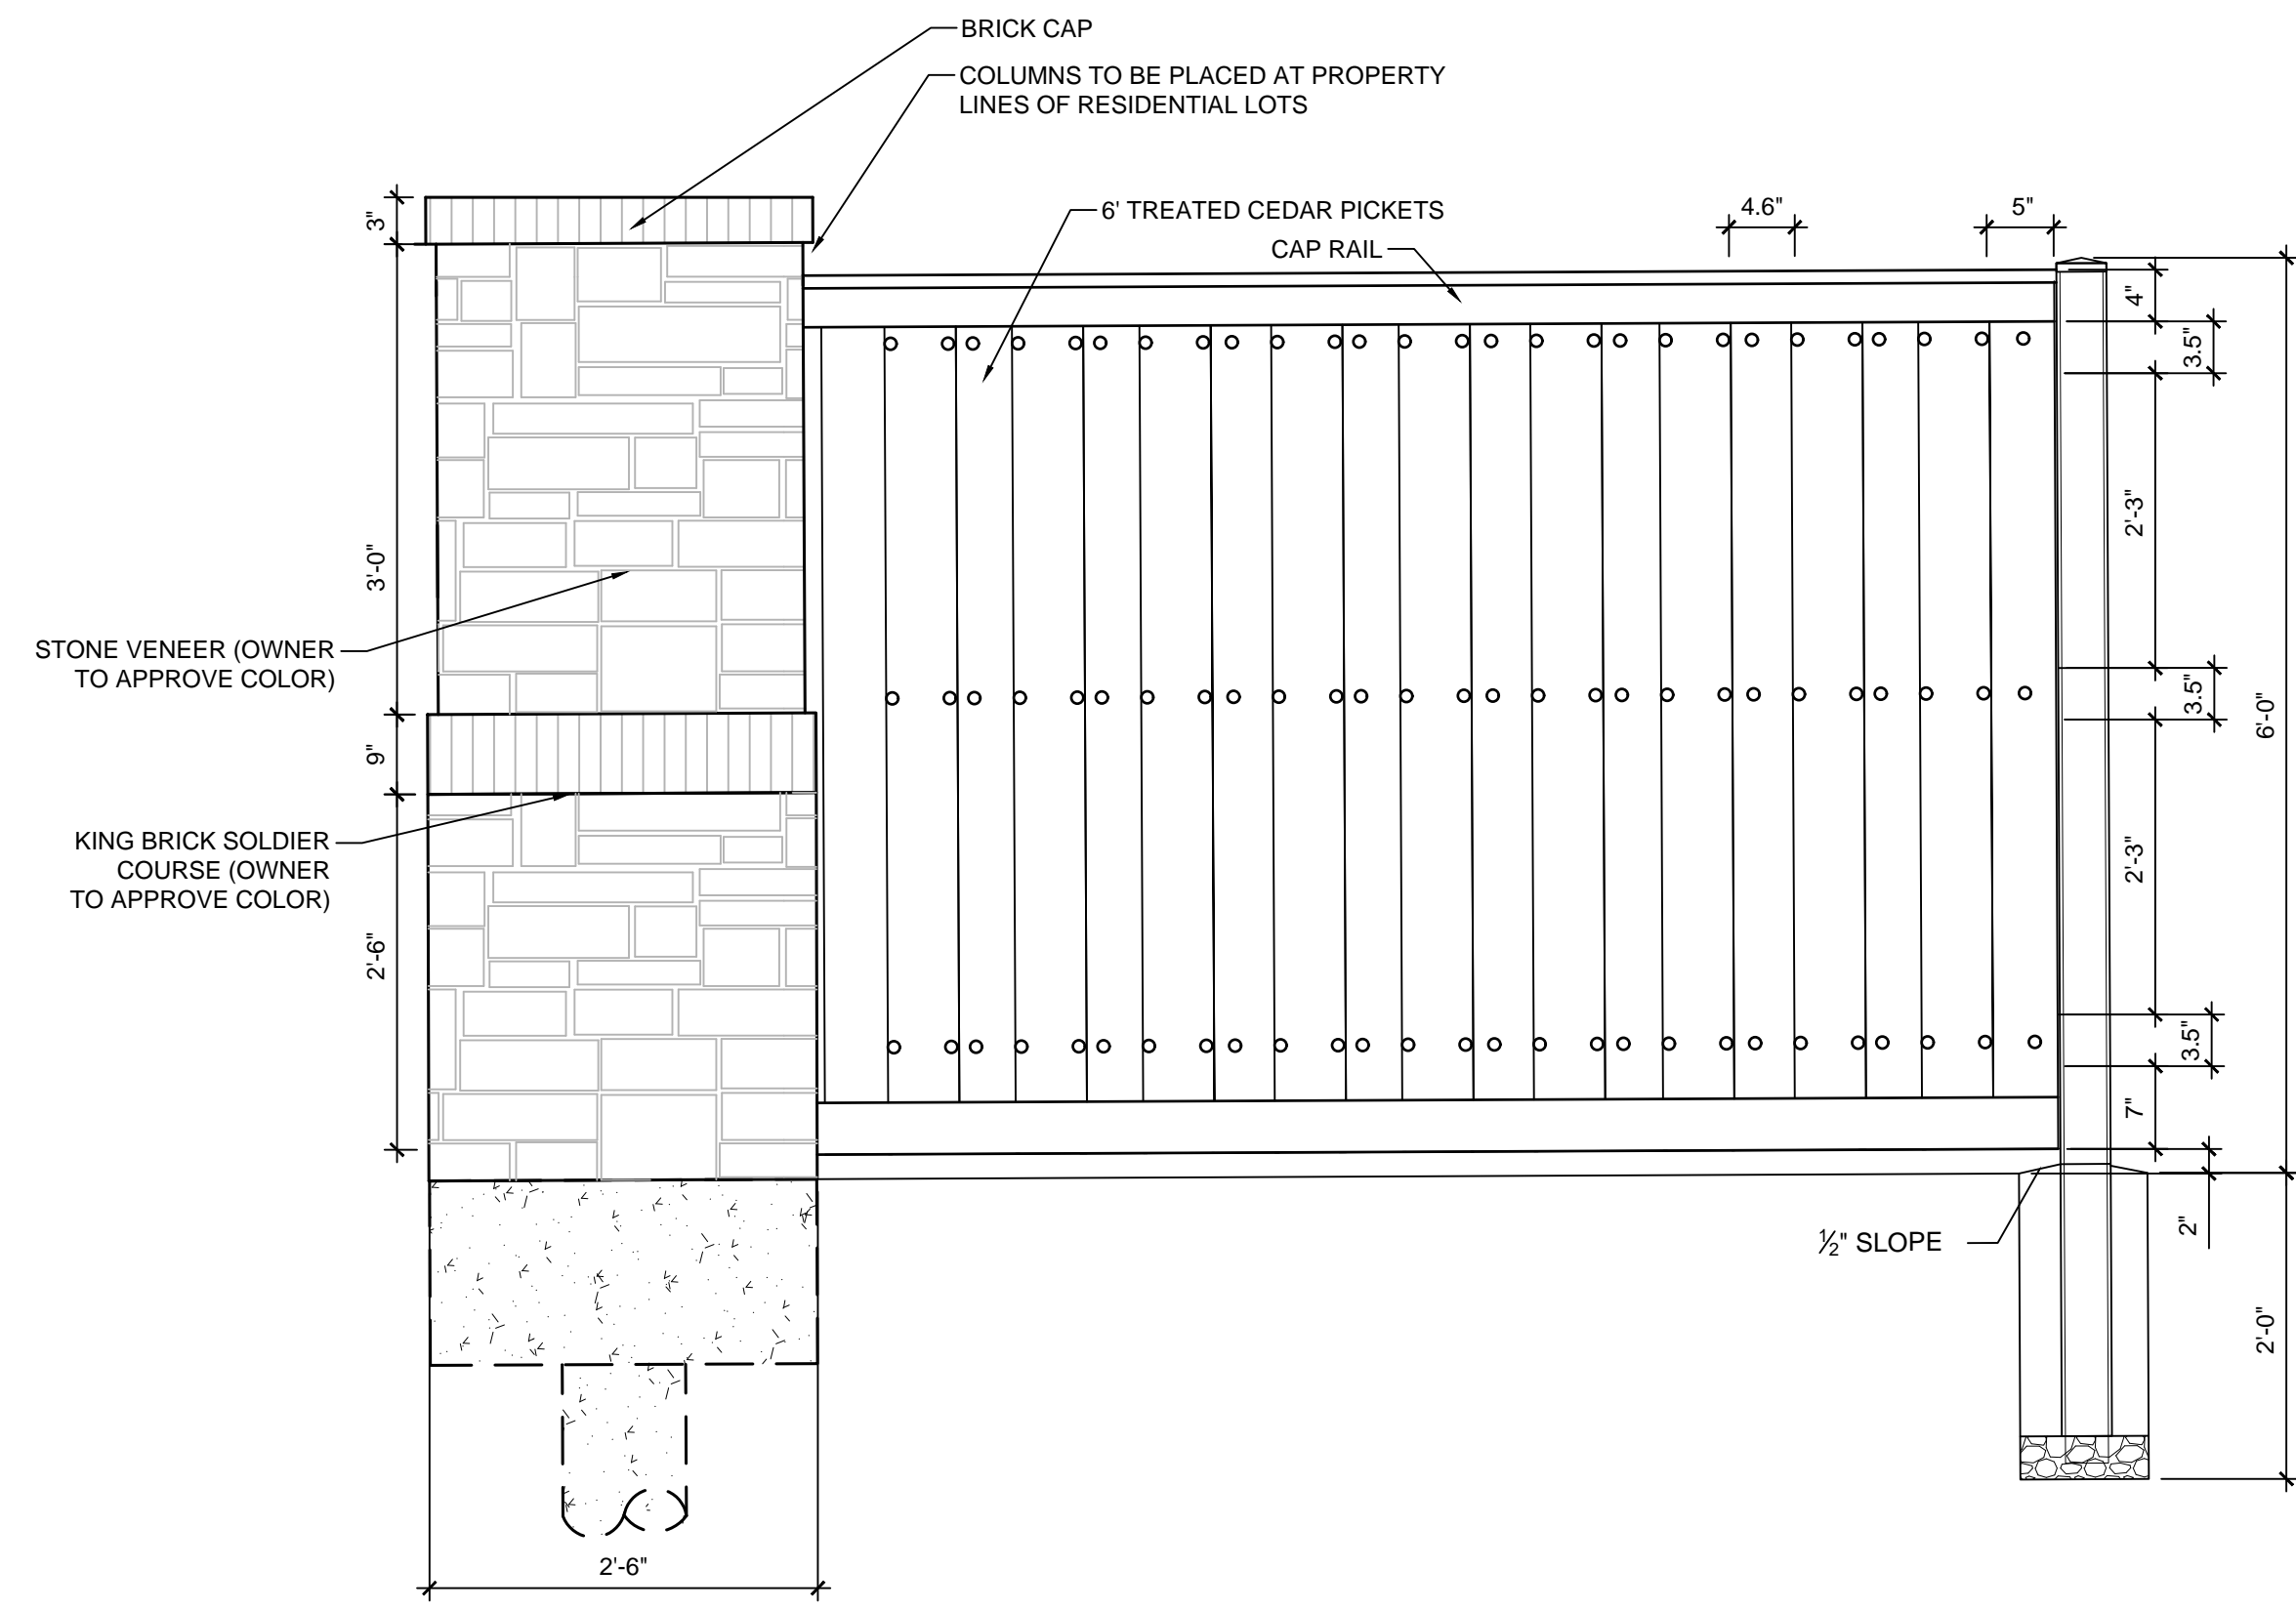 BRICK CAP
COLUMNS TO BE PLACED AT PROPERTY
LINES OF RESIDENTIAL LOTS
6' TREATED CEDAR PICKETS
CAP RAIL
4.6"
5"
3"
3'-0"
9"
2'-6"
STONE VENEER (OWNER
TO APPROVE COLOR)
KING BRICK SOLDIER
COURSE (OWNER
TO APPROVE COLOR)
4"
3.5"
2'-3"
3.5"
6'-0"
2'-3"
3.5"
7"
2"
½" SLOPE
2'-0"
2'-6"